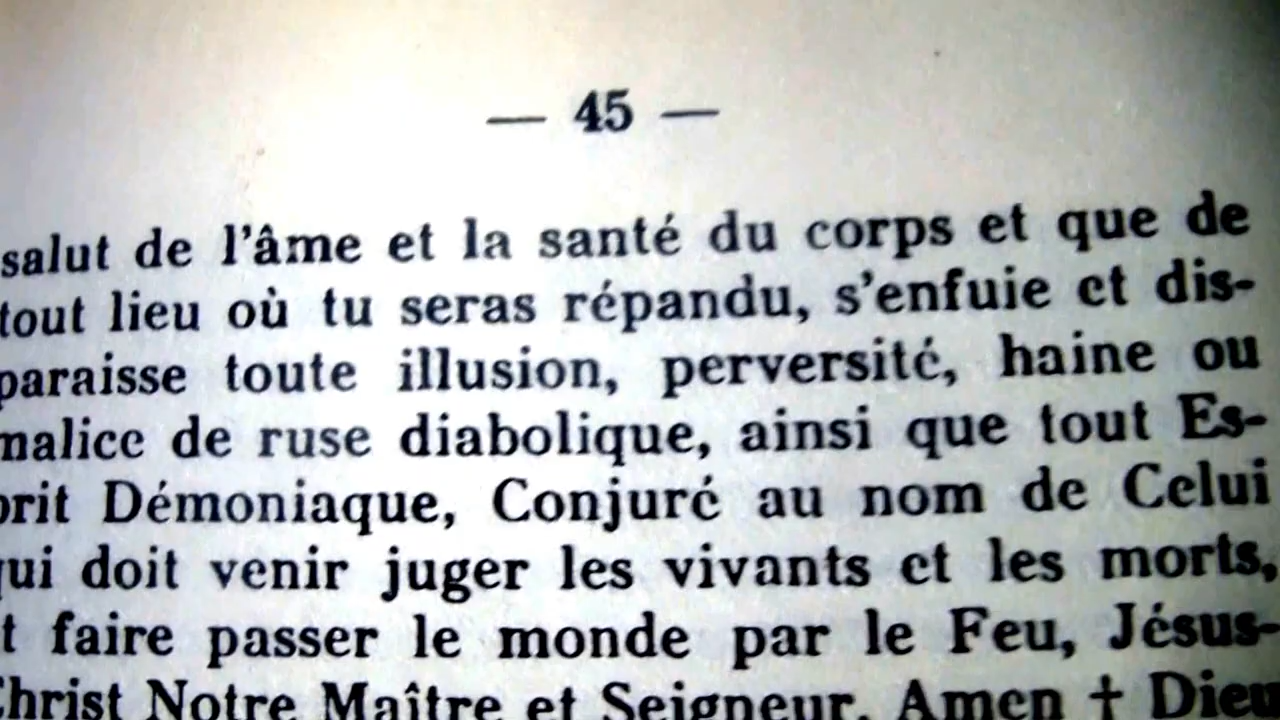 — 45 —
salut de l'âme et la santé du corps et que de
tout lieu où tu seras répandu, s'enfuie et dis-
paraisse toute illusion, perversité, haine ou
malice de ruse diabolique, ainsi que tout Es-
prit Démoniaque, Conjuré au nom de Celui
qui doit venir juger les vivants et les morts,
et faire passer le monde par le Feu, Jésus-
Christ Notre Maître et Seigneur. Amen † Dieu